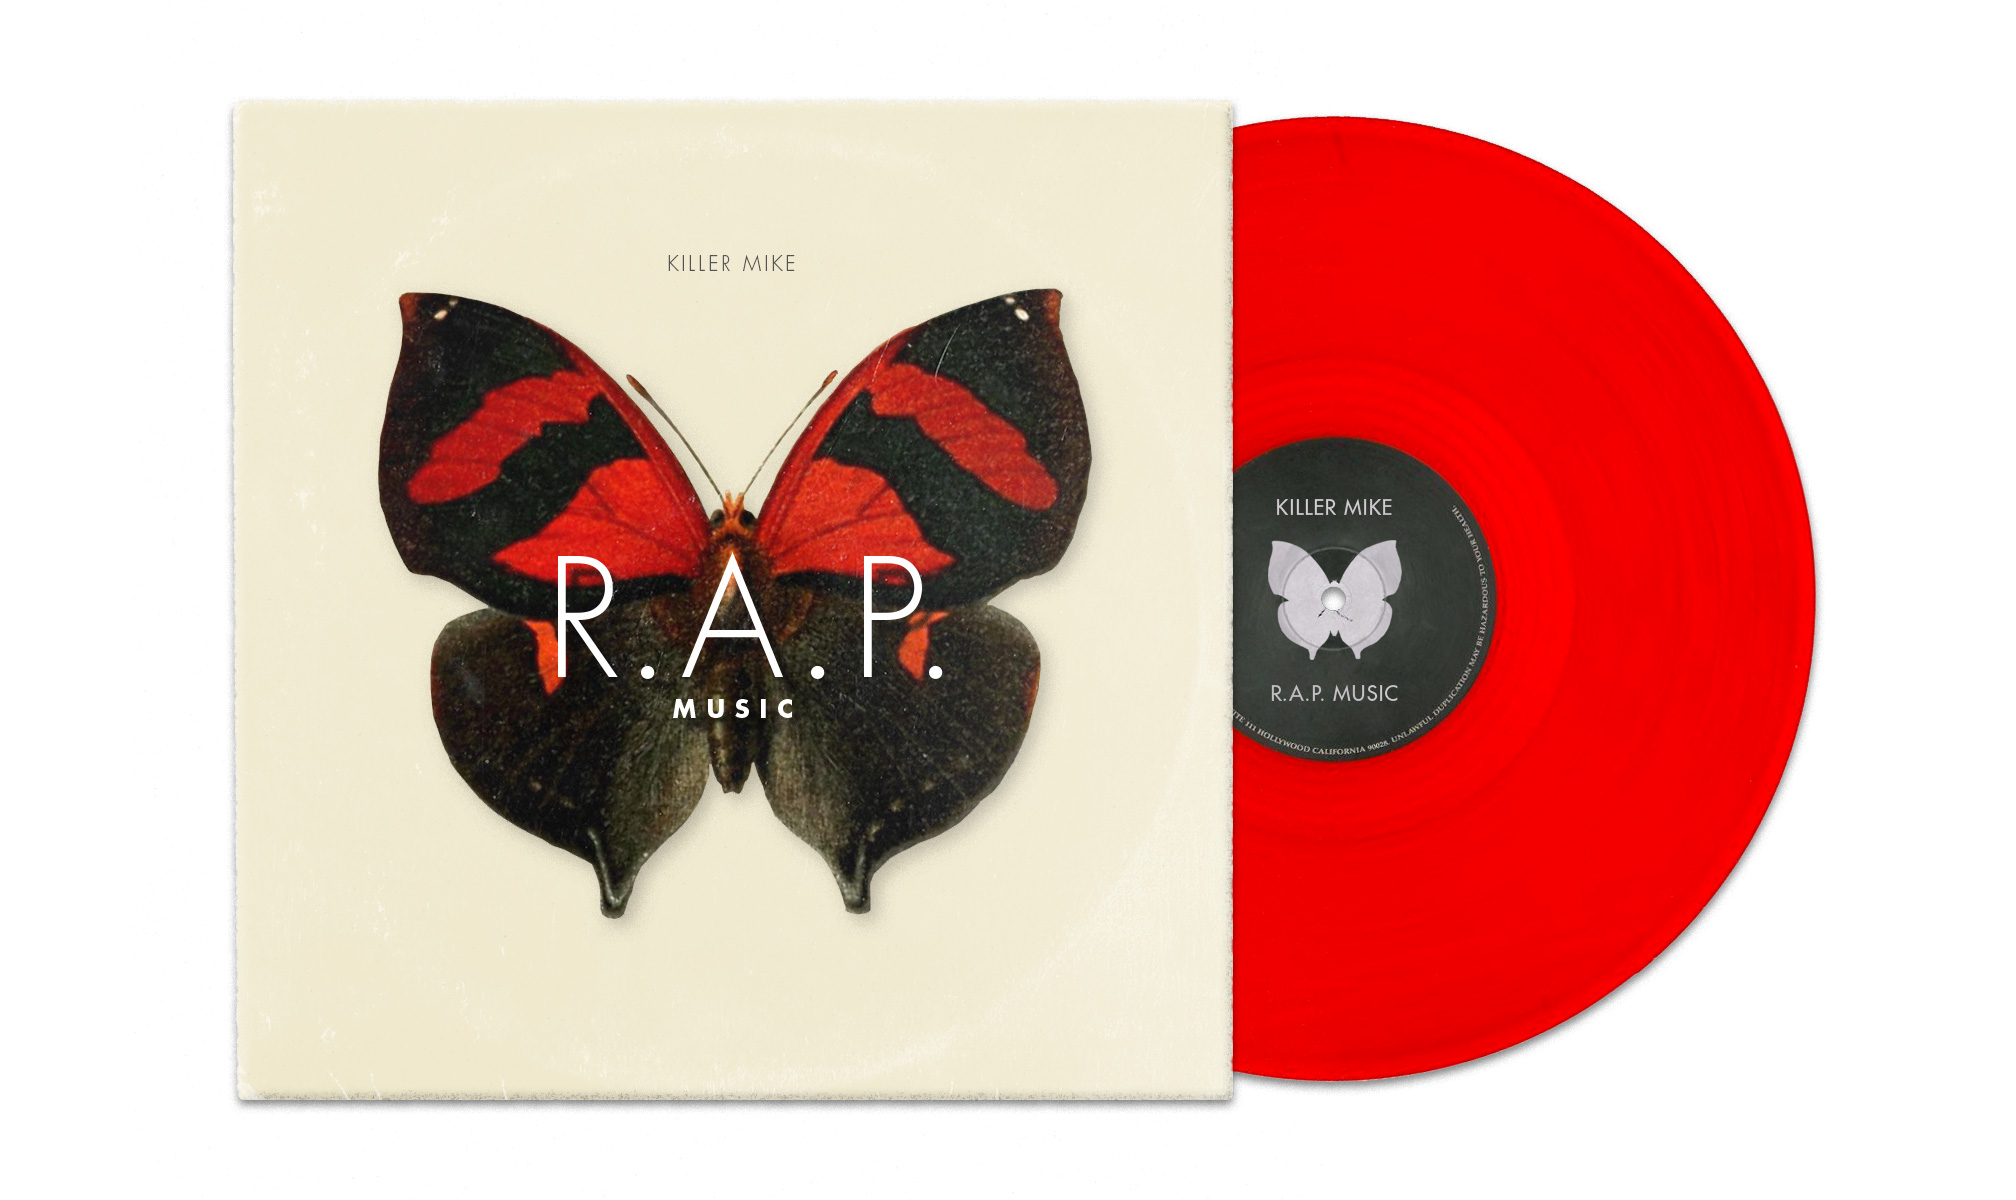 KILLER MIKE
R.A.P.
MUSIC
KILLER MIKE
R.A.P. MUSIC
111 HOLLYWOOD CALIFORNIA 90028. UNLAWFUL DUPLICATION MAY BE HAZARDOUS TO YOUR HEALTH.